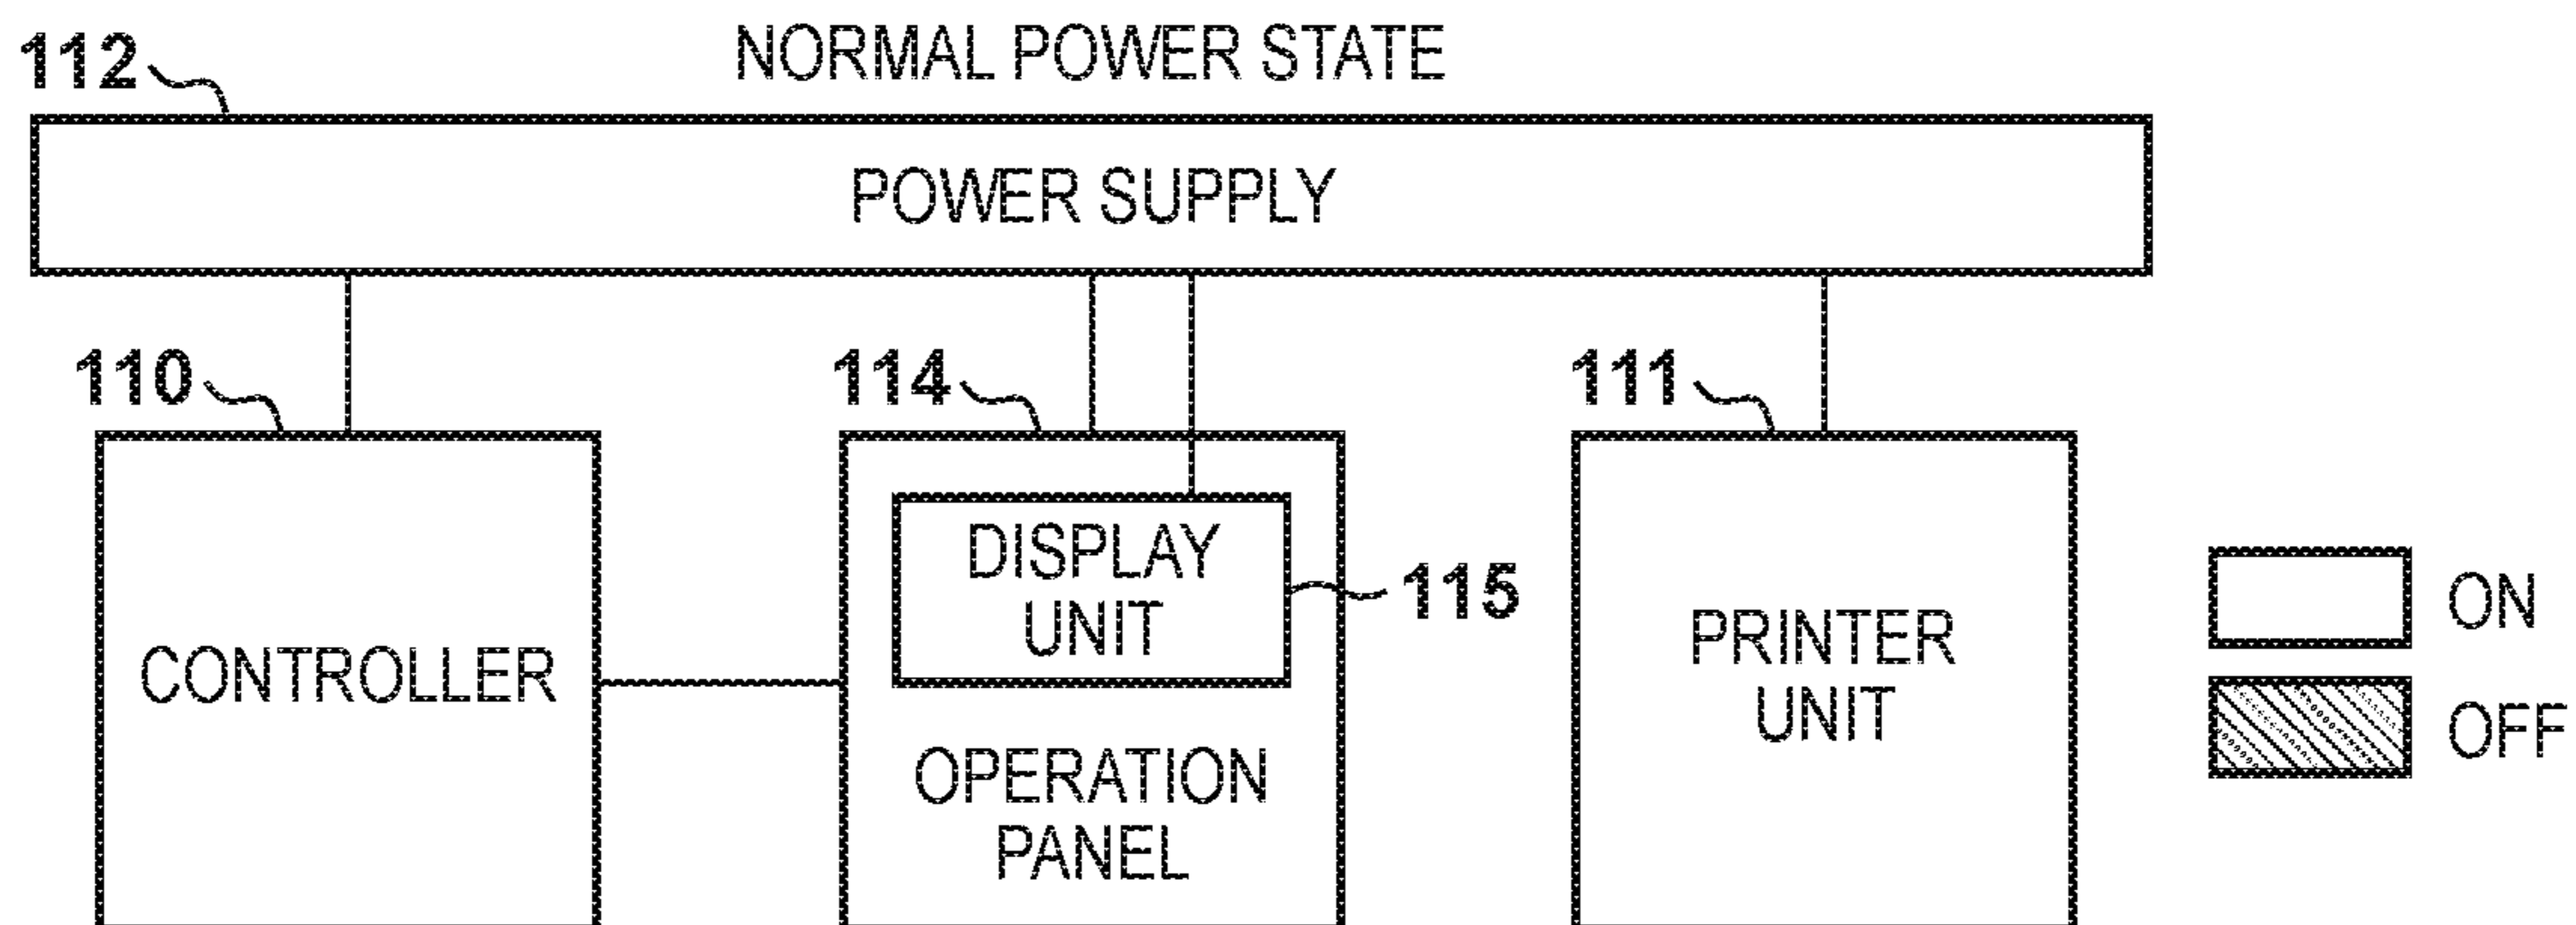 NORMAL POWER STATE
112
POWER SUPPLY
110
114
111
DISPLAY
UNIT
115
CONTROLLER
OPERATION
PANEL
PRINTER
UNIT
ON
OFF